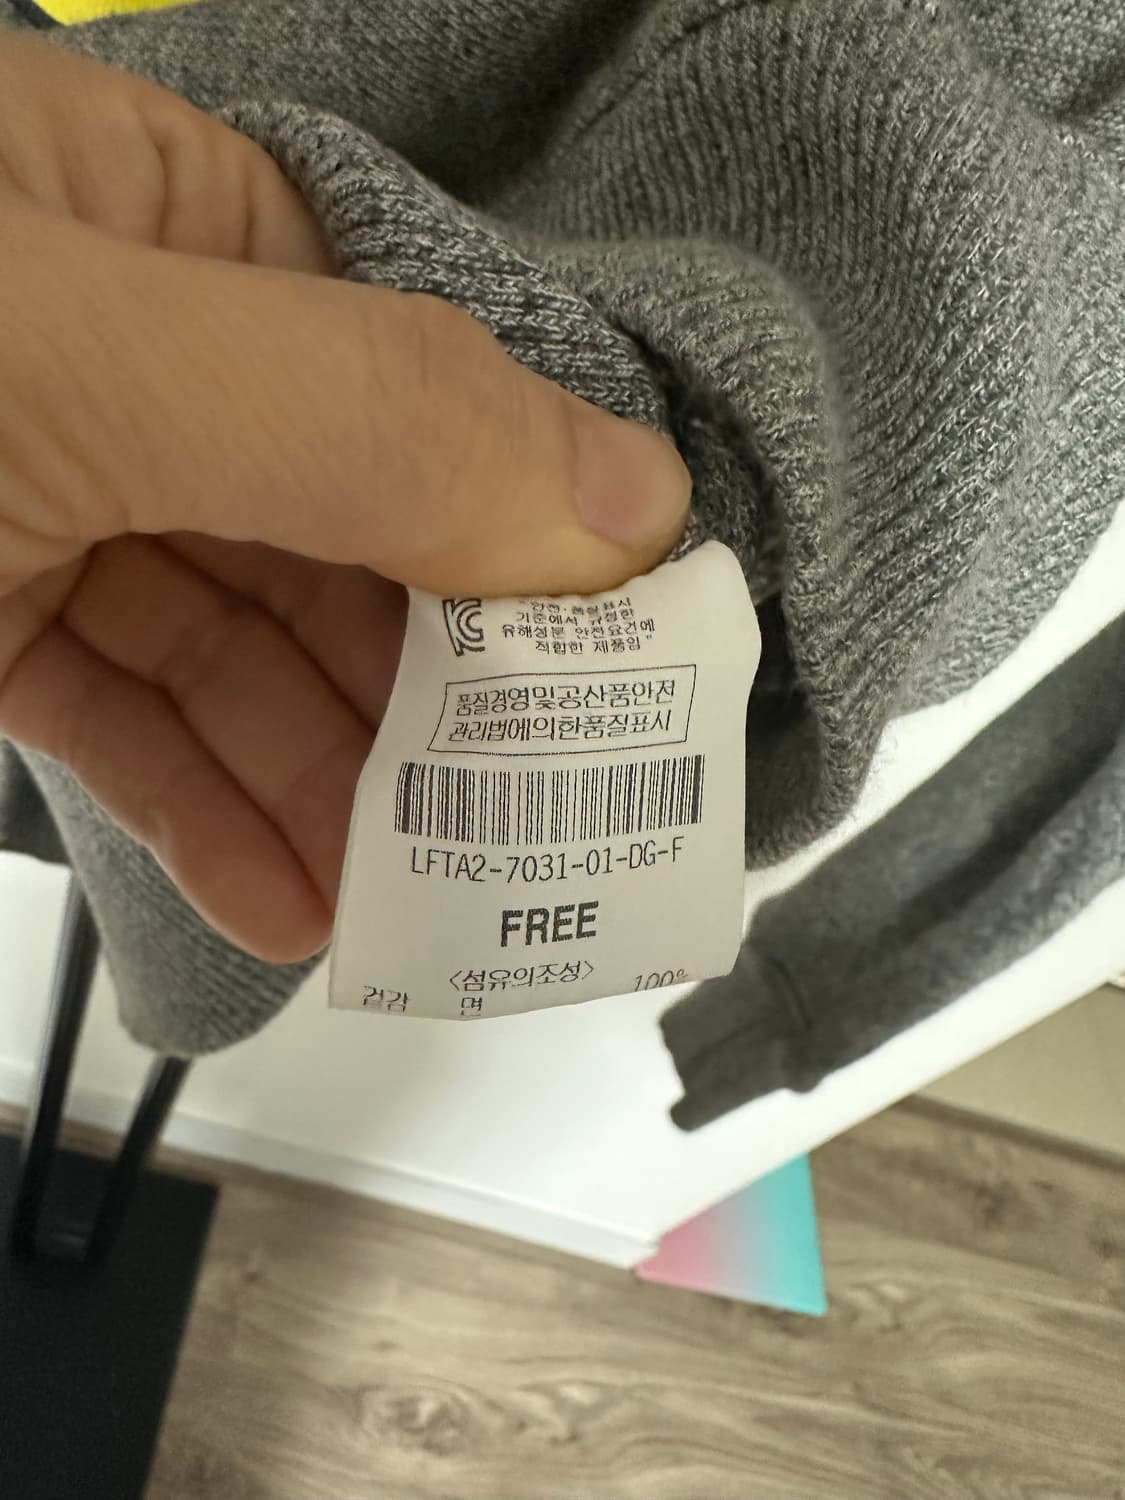 KC
"안전·품질표시
기준에서 규정한
유해성분 안전요건에
적합한 제품임"
품질경영및공산품안전
관리법에의한품질표시
LFTA2-7031-01-DG-F
FREE
<섬유의조성>
겉감 면 100%